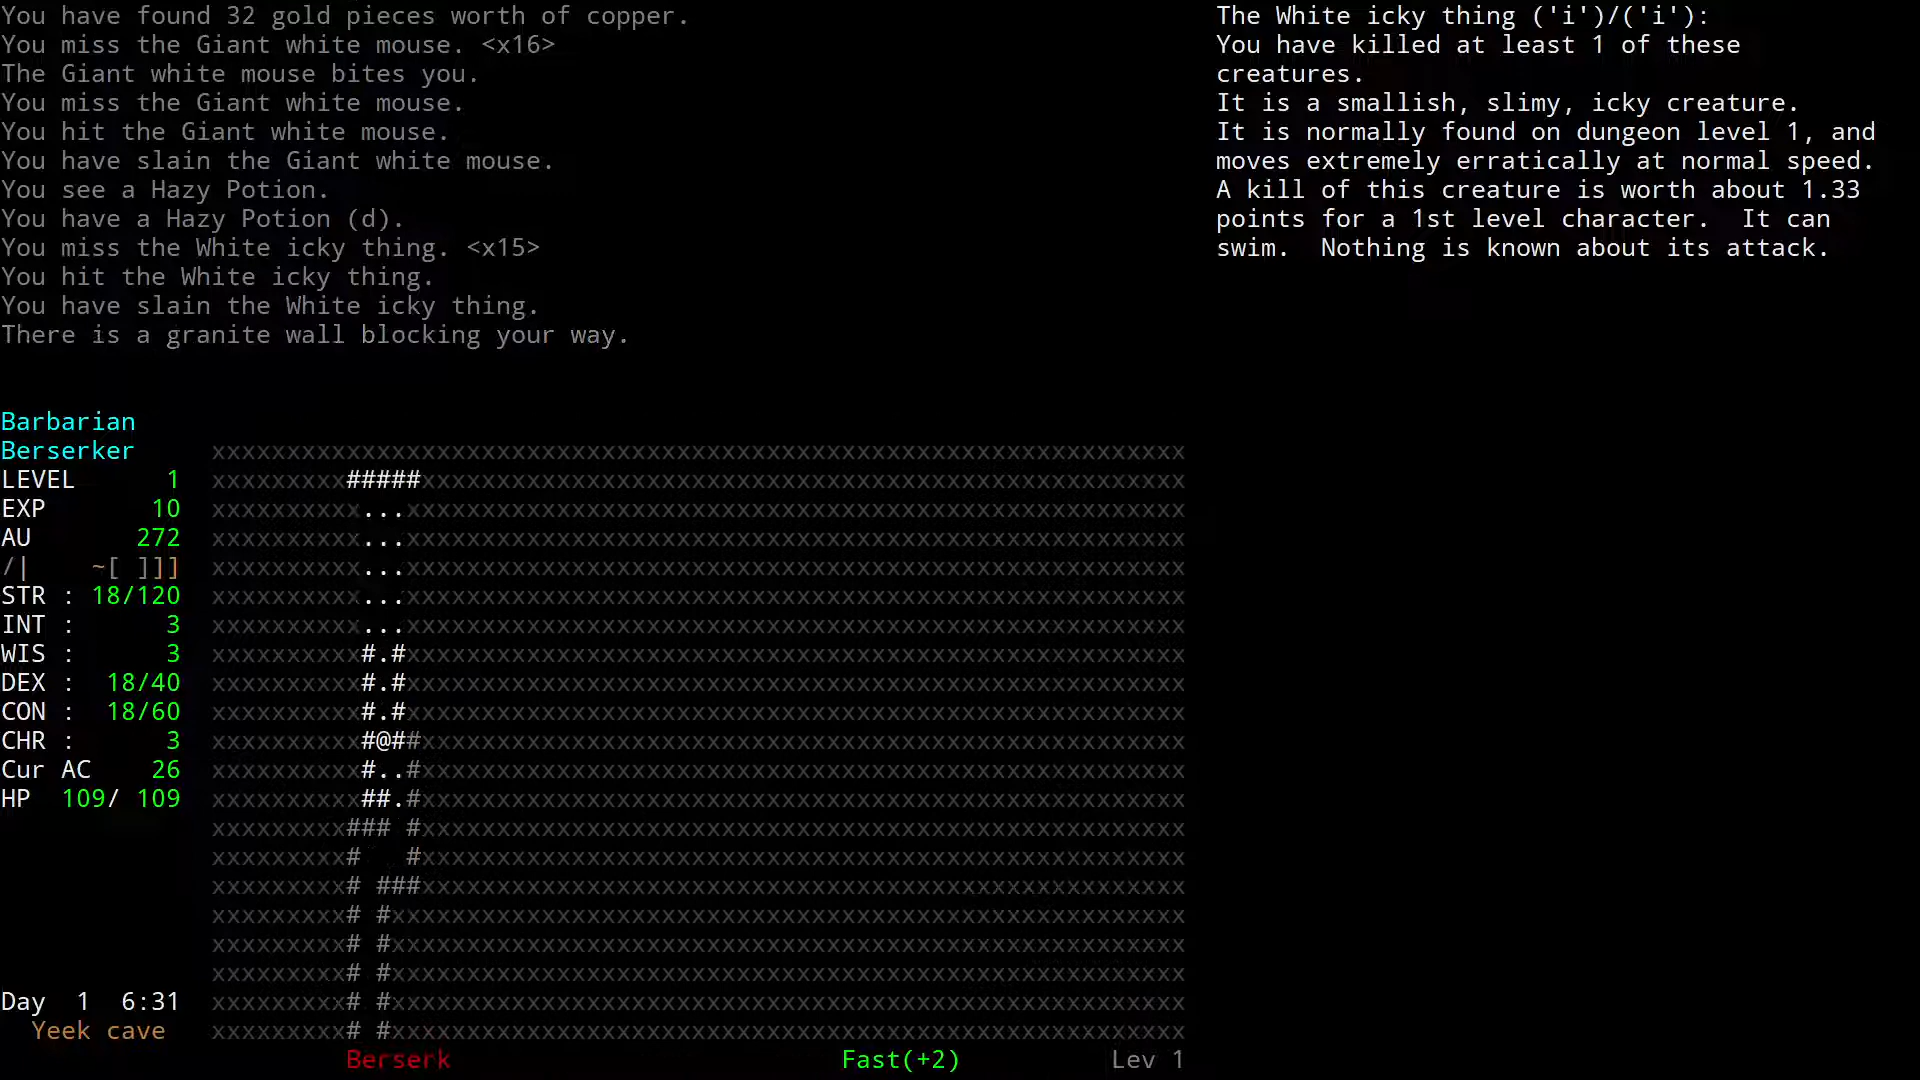 You have found 32 gold pieces worth of copper.
You miss the Giant white mouse. <x16>
The Giant white mouse bites you.
You miss the Giant white mouse.
You hit the Giant white mouse.
You have slain the Giant white mouse.
You see a Hazy Potion.
You have a Hazy Potion (d).
You miss the White icky thing. <x15>
You hit the White icky thing.
You have slain the White icky thing.
There is a granite wall blocking your way.
The White icky thing ('i')/('i'):
You have killed at least 1 of these
creatures.
It is a smallish, slimy, icky creature.
It is normally found on dungeon level 1, and
moves extremely erratically at normal speed.
A kill of this creature is worth about 1.33
points for a 1st level character.  It can
swim.  Nothing is known about its attack.
Barbarian
Berserker
LEVEL 1
EXP 10
AU 272
/| ~[ ]]]
STR : 18/120
INT : 3
WIS : 3
DEX : 18/40
CON : 18/60
CHR : 3
Cur AC 26
HP 109/ 109
Day 1 6:31
Yeek cave
Berserk Fast(+2) Lev 1